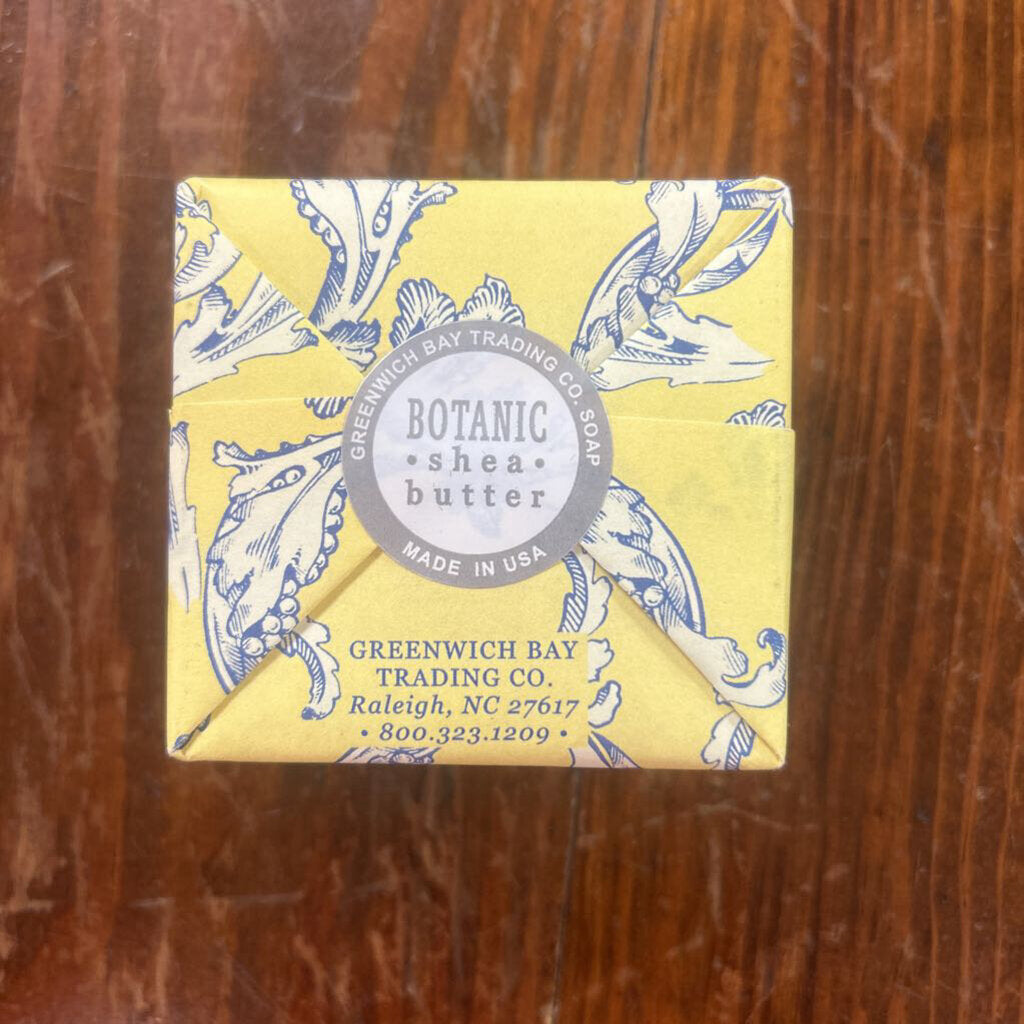 GREENWICH BAY TRADING CO. SOAP
BOTANIC
• shea •
butter
MADE IN USA
GREENWICH BAY
TRADING CO.
Raleigh, NC 27617
• 800.323.1209 •